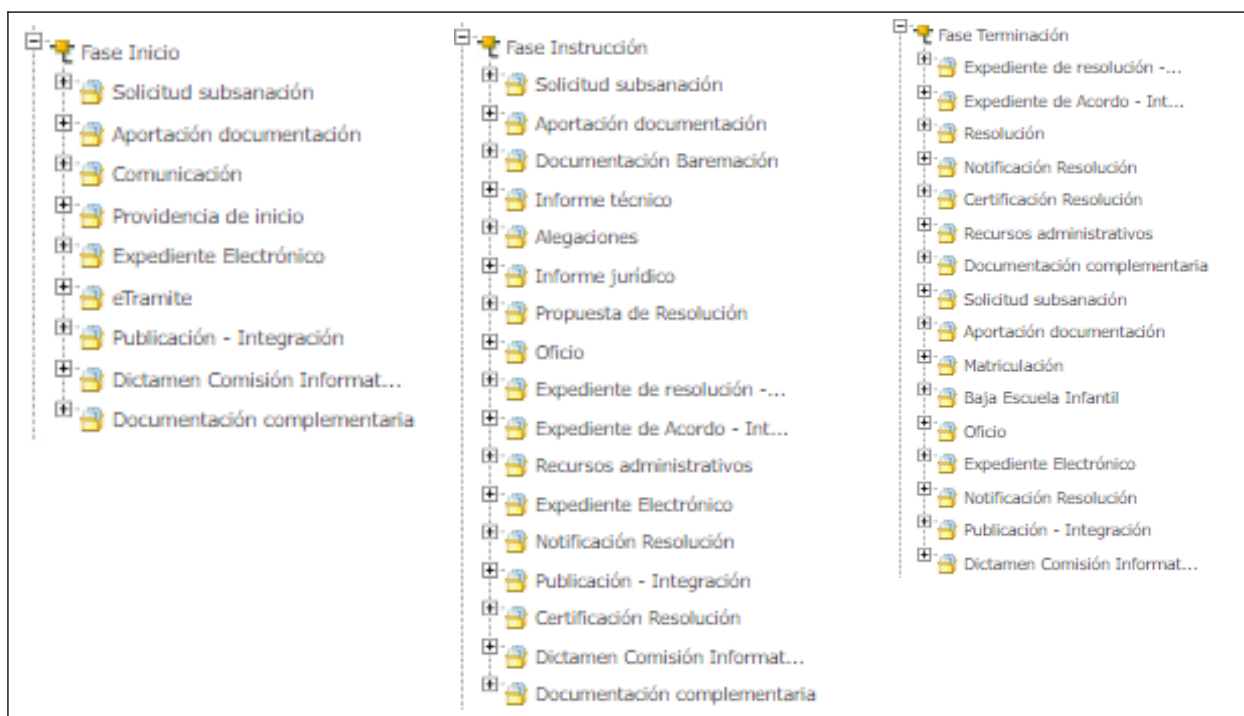 Fase Inicio
Solicitud subsanación
Aportación documentación
Comunicación
Providencia de inicio
Expediente Electrónico
eTramite
Publicación - Integración
Dictamen Comisión Informat...
Documentación complementaria
Fase Instrucción
Solicitud subsanación
Aportación documentación
Documentación Baremación
Informe técnico
Alegaciones
Informe jurídico
Propuesta de Resolución
Oficio
Expediente de resolución -...
Expediente de Acordo - Int...
Recursos administrativos
Expediente Electrónico
Notificación Resolución
Publicación - Integración
Certificación Resolución
Dictamen Comisión Informat...
Documentación complementaria
Fase Terminación
Expediente de resolución -...
Expediente de Acordo - Int...
Resolución
Notificación Resolución
Certificación Resolución
Recursos administrativos
Documentación complementaria
Solicitud subsanación
Aportación documentación
Matriculación
Baja Escuela Infantil
Oficio
Expediente Electrónico
Notificación Resolución
Publicación - Integración
Dictamen Comisión Informat...